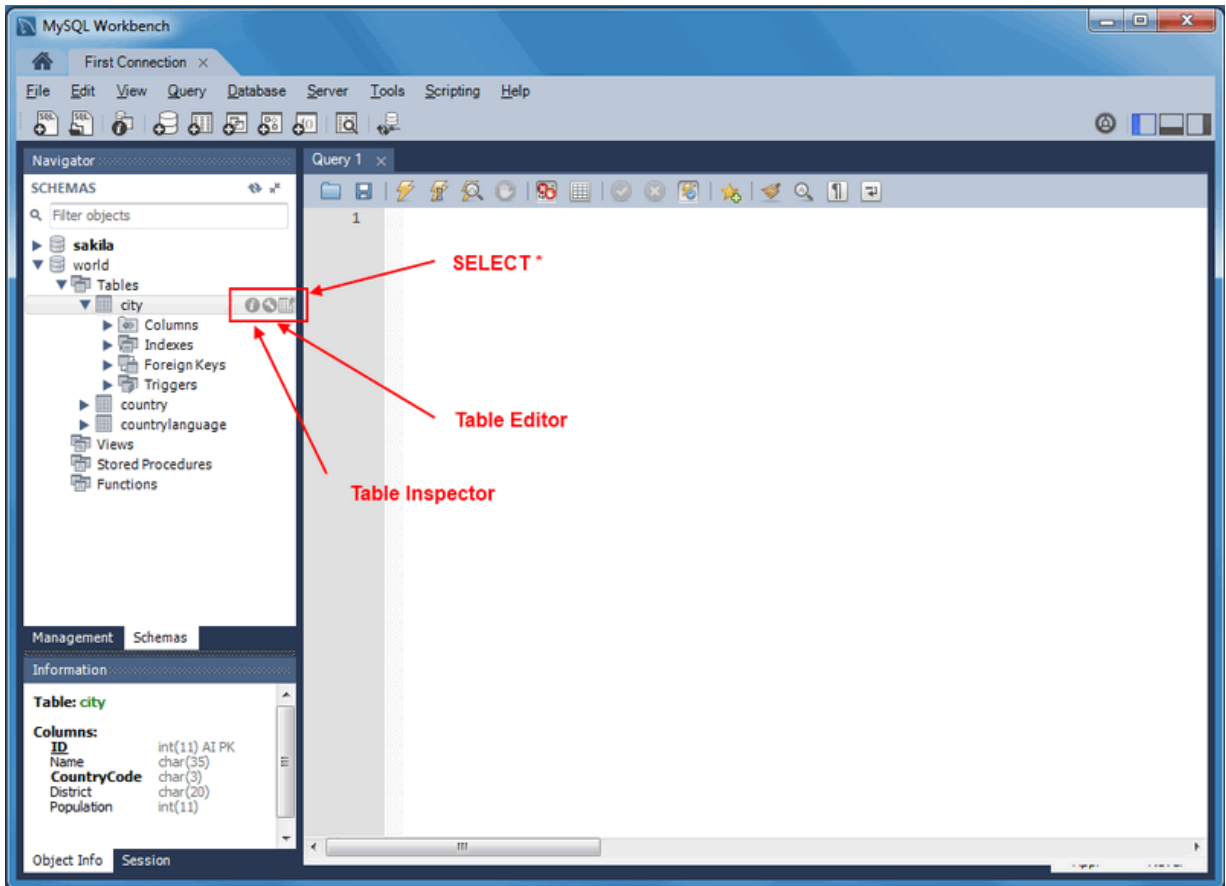 MySQL Workbench
First Connection
File Edit View Query Database Server Tools Scripting Help
Navigator
SCHEMAS
Filter objects
sakila
world
Tables
city
Columns
Indexes
Foreign Keys
Triggers
country
countrylanguage
Views
Stored Procedures
Functions
Management Schemas
Information
Table: city
Columns:
ID int(11) AI PK
Name char(35)
CountryCode char(3)
District char(20)
Population int(11)
Object Info Session
Query 1
1
SELECT *
Table Editor
Table Inspector